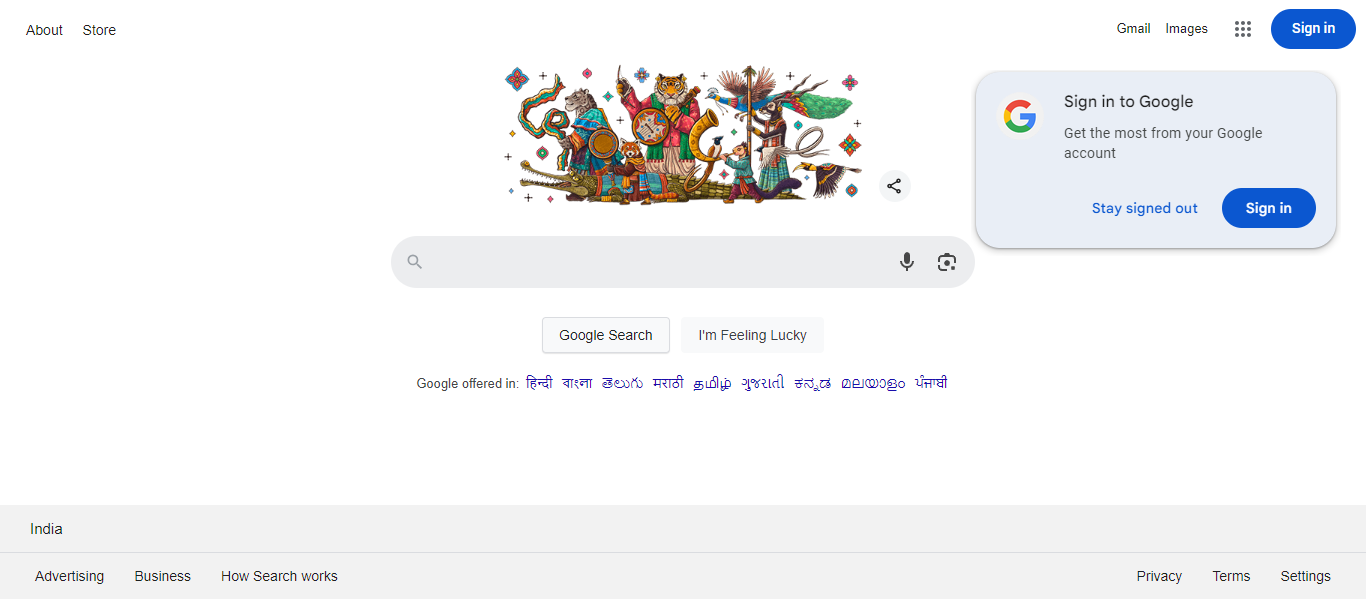 About Store
Gmail Images
Sign in
Sign in to Google
Get the most from your Google
account
Stay signed out
Sign in
Google Search
I'm Feeling Lucky
Google offered in: हिन्दी বাংলা తెలుగు मराठी தமிழ் ગુજરાતી ಕನ್ನಡ മലയാളം ਪੰਜਾਬੀ
India
Advertising Business How Search works
Privacy Terms Settings